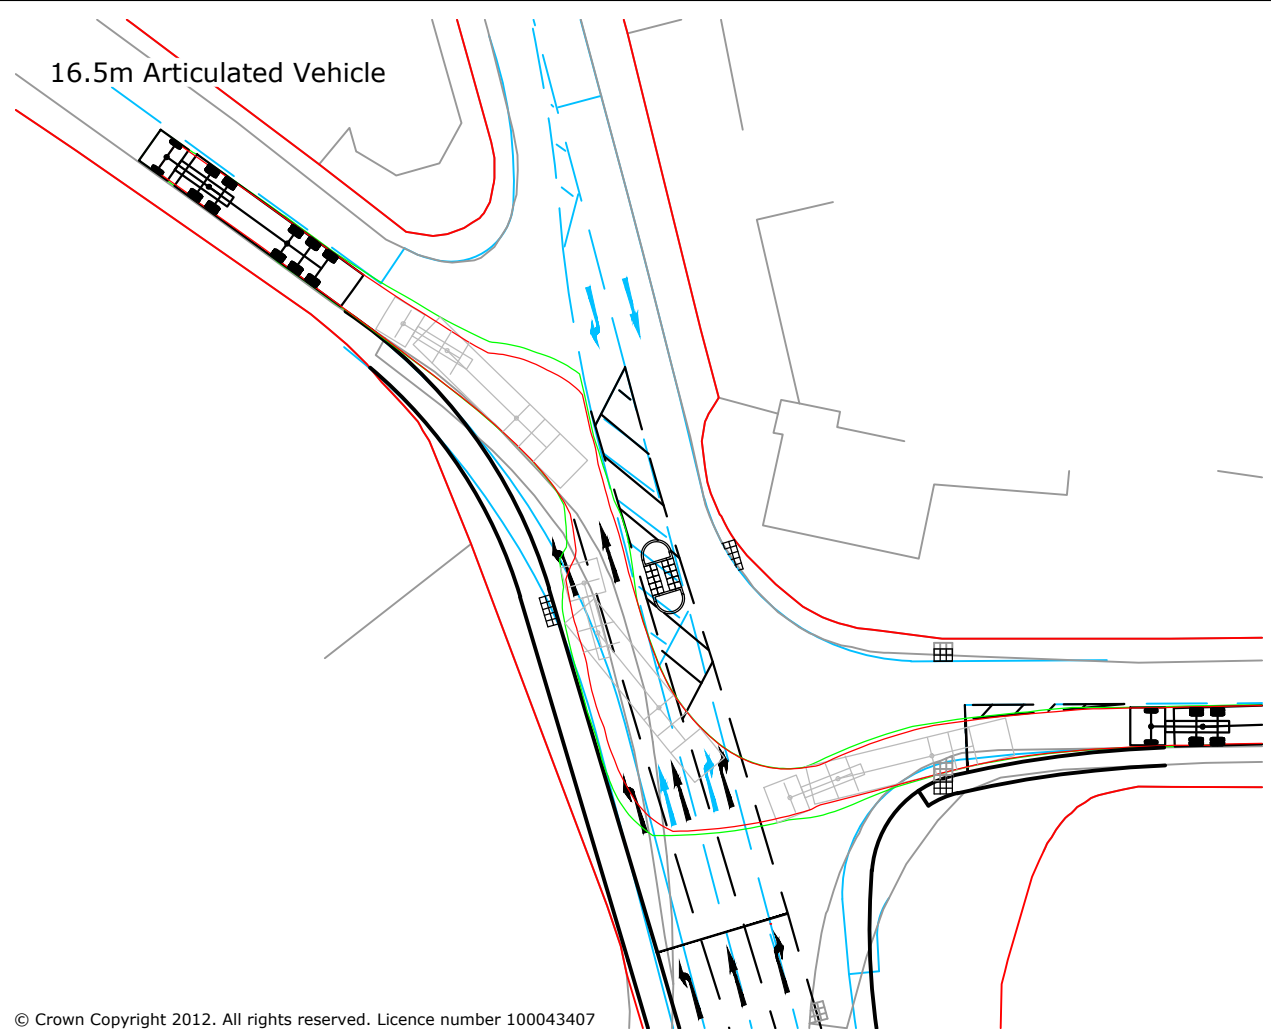 16.5m Articulated Vehicle
© Crown Copyright 2012. All rights reserved. Licence number 100043407